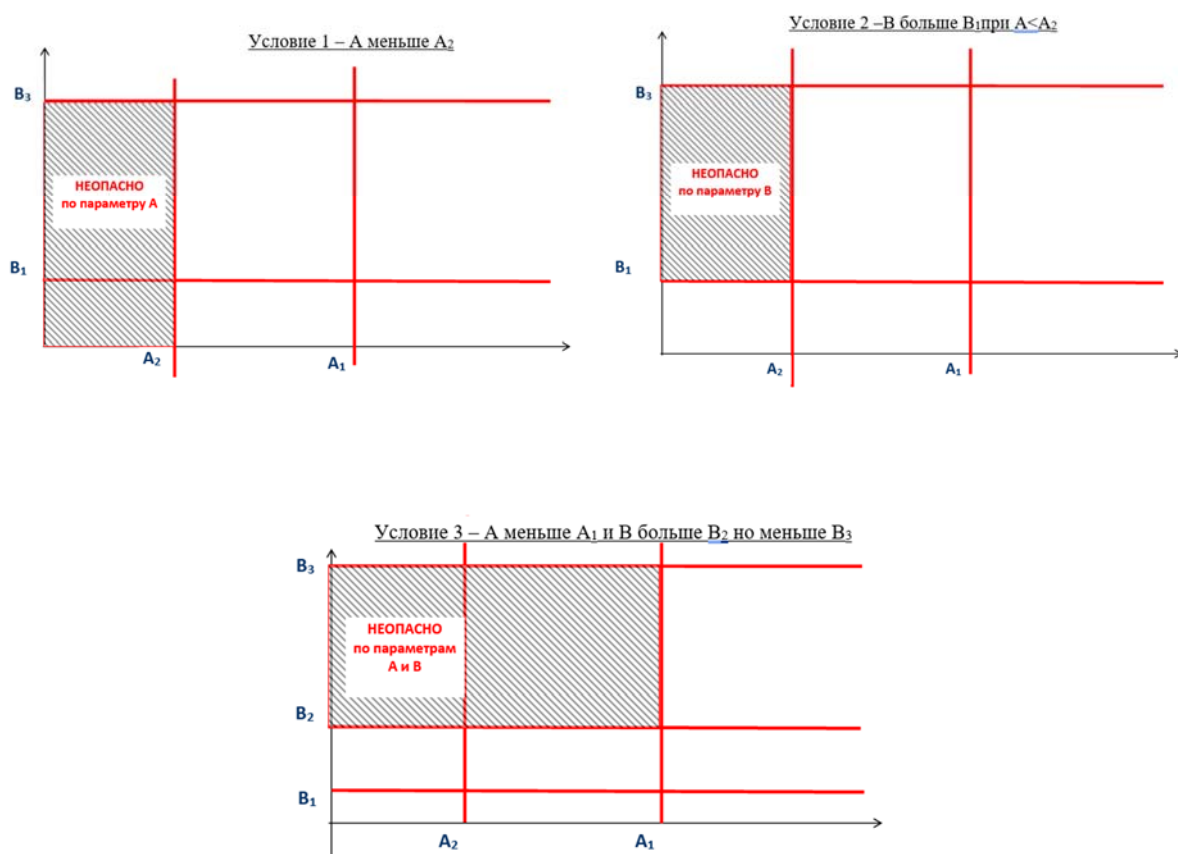 Условие 1 – А меньше А2
B3
НЕОПАСНО
по параметру А
B1
A2
A1
Условие 2 –В больше В1при А<А2
B3
НЕОПАСНО
по параметру В
B1
A2
A1
Условие 3 – А меньше А1 и В больше В2 но меньше В3
B3
НЕОПАСНО
по параметрам
А и В
B2
B1
A2
A1